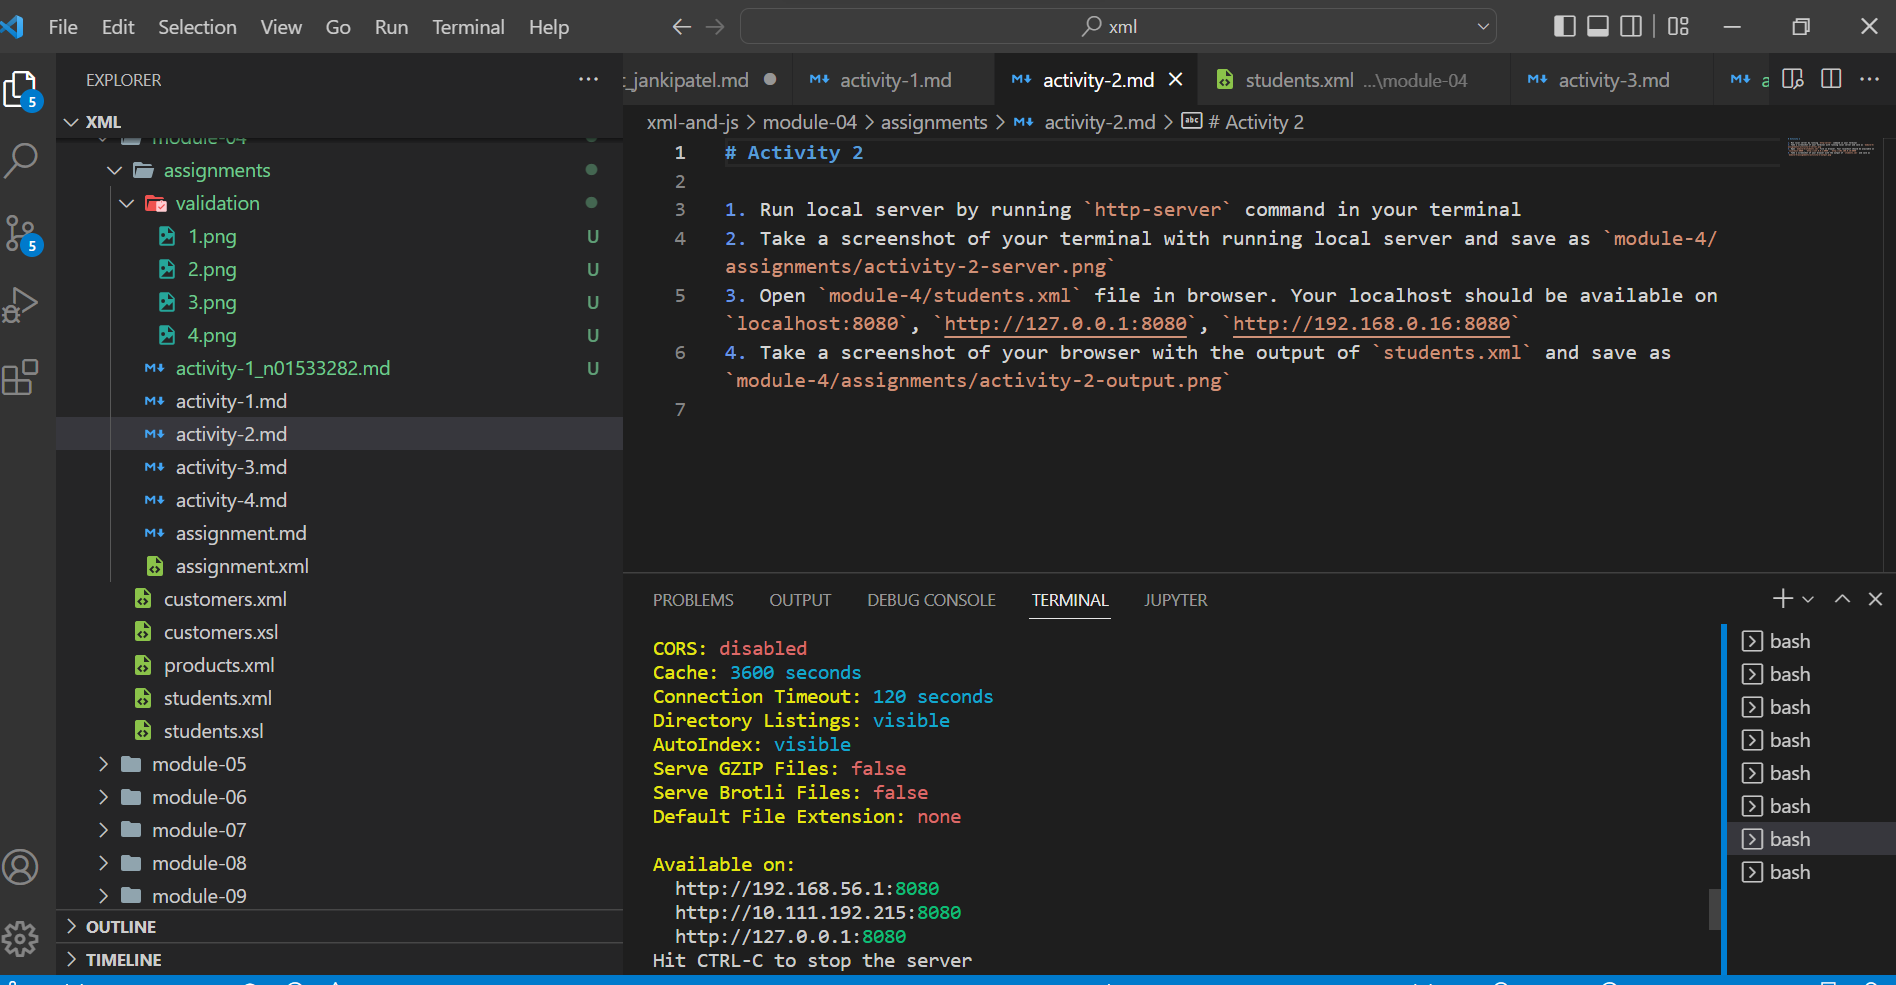 File Edit Selection View Go Run Terminal Help
xml
EXPLORER
XML
module-04
assignments
validation
1.png U
2.png U
3.png U
4.png U
activity-1_n01533282.md U
activity-1.md
activity-2.md
activity-3.md
activity-4.md
assignment.md
assignment.xml
customers.xml
customers.xsl
products.xml
students.xml
students.xsl
module-05
module-06
module-07
module-08
module-09
OUTLINE
TIMELINE
5
5
t_jankipatel.md activity-1.md activity-2.md students.xml ...\module-04 activity-3.md a
xml-and-js > module-04 > assignments > activity-2.md > # Activity 2
1 # Activity 2
2
3 1. Run local server by running `http-server` command in your terminal
4 2. Take a screenshot of your terminal with running local server and save as `module-4/
assignments/activity-2-server.png`
5 3. Open `module-4/students.xml` file in browser. Your localhost should be available on
`localhost:8080`, `http://127.0.0.1:8080`, `http://192.168.0.16:8080`
6 4. Take a screenshot of your browser with the output of `students.xml` and save as
`module-4/assignments/activity-2-output.png`
7
PROBLEMS OUTPUT DEBUG CONSOLE TERMINAL JUPYTER
CORS: disabled
Cache: 3600 seconds
Connection Timeout: 120 seconds
Directory Listings: visible
AutoIndex: visible
Serve GZIP Files: false
Serve Brotli Files: false
Default File Extension: none
Available on:
http://192.168.56.1:8080
http://10.111.192.215:8080
http://127.0.0.1:8080
Hit CTRL-C to stop the server
bash
bash
bash
bash
bash
bash
bash
bash